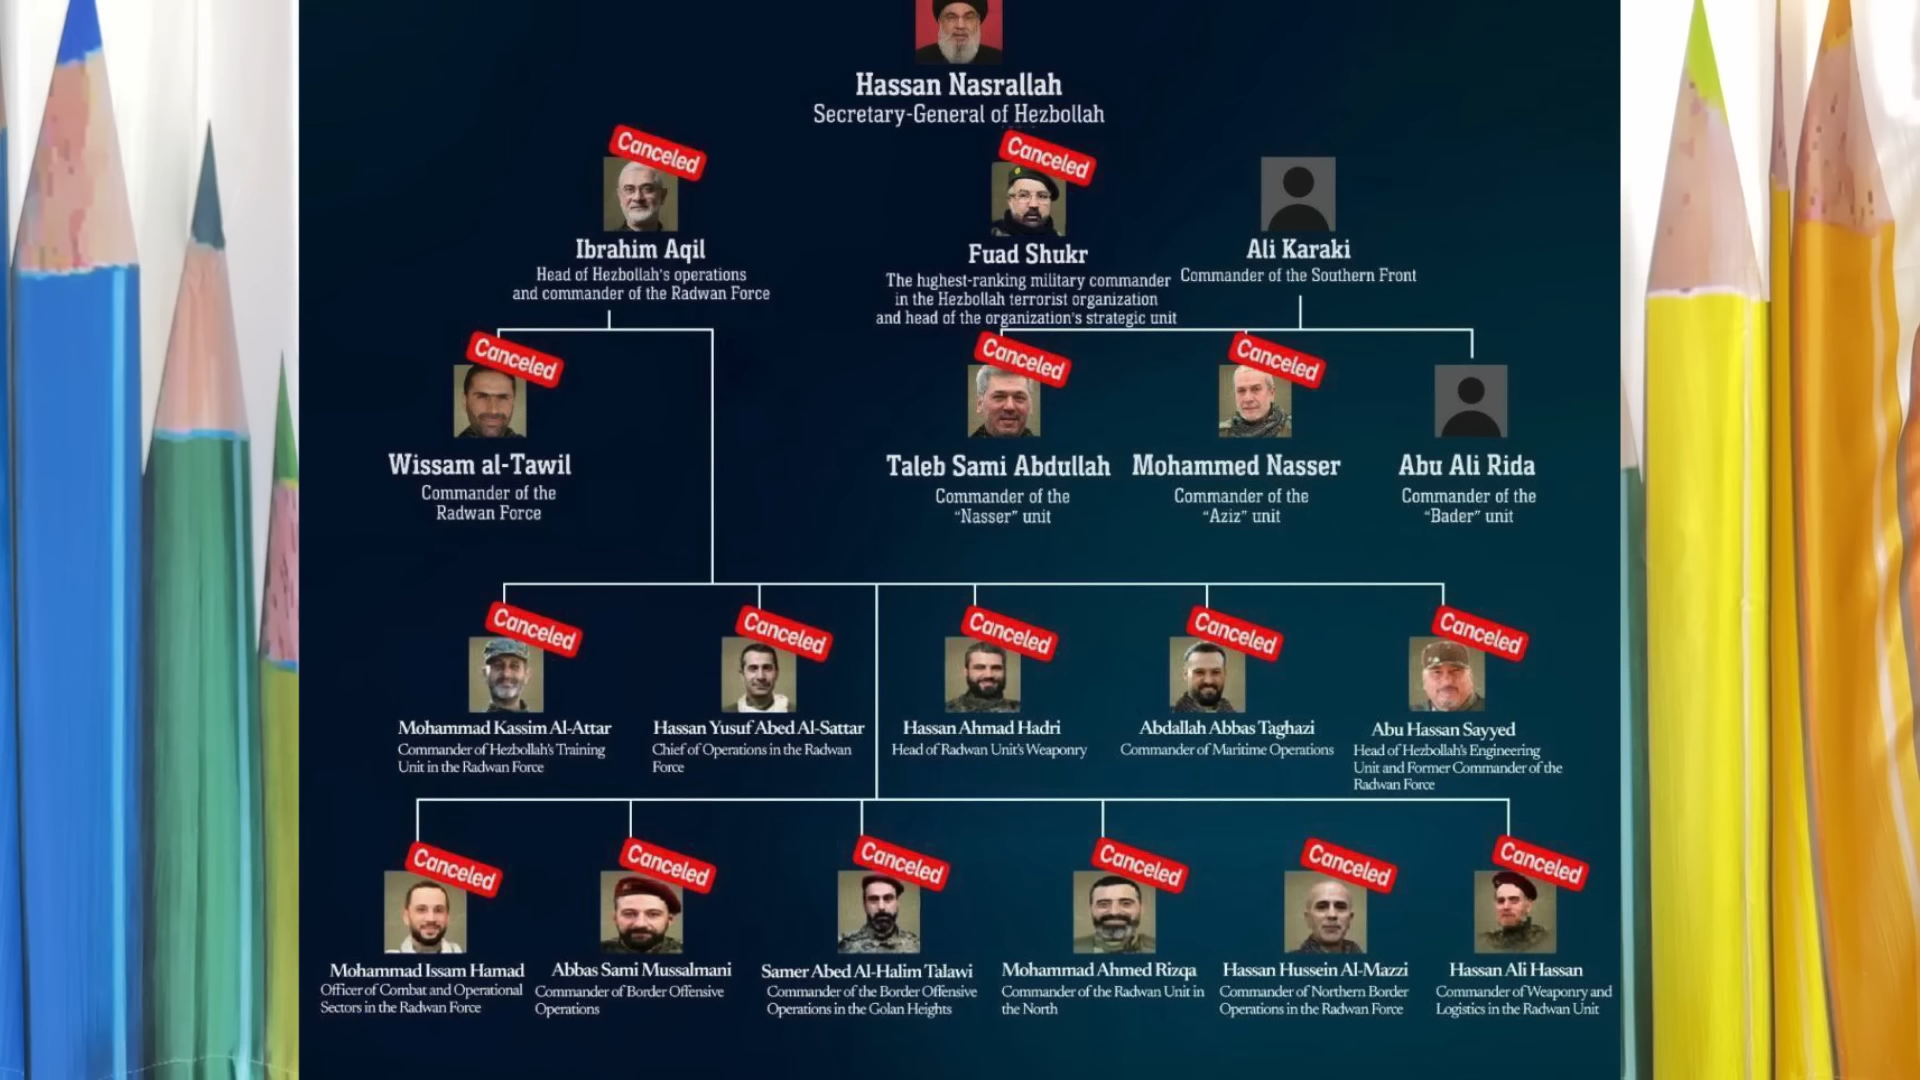 Hassan Nasrallah
Secretary-General of Hezbollah
Canceled
Ibrahim Aqil
Head of Hezbollah's operations
and commander of the Radwan Force
Canceled
Fuad Shukr
The highest-ranking military commander
in the Hezbollah terrorist organization
and head of the organization's strategic unit
Ali Karaki
Commander of the Southern Front
Canceled
Wissam al-Tawil
Commander of the
Radwan Force
Canceled
Taleb Sami Abdullah
Commander of the
"Nasser" unit
Canceled
Mohammed Nasser
Commander of the
"Aziz" unit
Abu Ali Rida
Commander of the
"Bader" unit
Canceled
Mohammad Kassim Al-Attar
Commander of Hezbollah's Training
Unit in the Radwan Force
Canceled
Hassan Yusuf Abed Al-Sattar
Chief of Operations in the Radwan
Force
Canceled
Hassan Ahmad Hadri
Head of Radwan Unit's Weaponry
Canceled
Abdallah Abbas Taghazi
Commander of Maritime Operations
Canceled
Abu Hassan Sayyed
Head of Hezbollah's Engineering
Unit and Former Commander of the
Radwan Force
Canceled
Mohammad Issam Hamad
Officer of Combat and Operational
Sectors in the Radwan Force
Canceled
Abbas Sami Mussalmani
Commander of Border Offensive
Operations
Canceled
Samer Abed Al-Halim Talawi
Commander of the Border Offensive
Operations in the Golan Heights
Canceled
Mohammad Ahmed Rizqa
Commander of the Radwan Unit in
the North
Canceled
Hassan Hussein Al-Mazzi
Commander of Northern Border
Operations in the Radwan Force
Canceled
Hassan Ali Hassan
Commander of Weaponry and
Logistics in the Radwan Unit